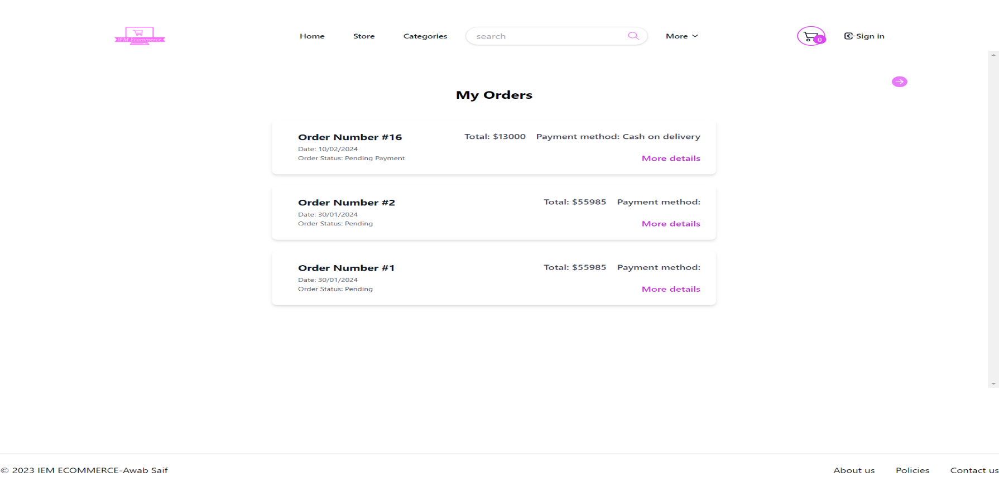 IEM Ecommerce
Home Store Categories search More 0 Sign in
My Orders
Order Number #16 Total: $13000 Payment method: Cash on delivery
Date: 10/02/2024
Order Status: Pending Payment More details
Order Number #2 Total: $55985 Payment method:
Date: 30/01/2024
Order Status: Pending More details
Order Number #1 Total: $55985 Payment method:
Date: 30/01/2024
Order Status: Pending More details
© 2023 IEM ECOMMERCE-Awab Saif About us Policies Contact us